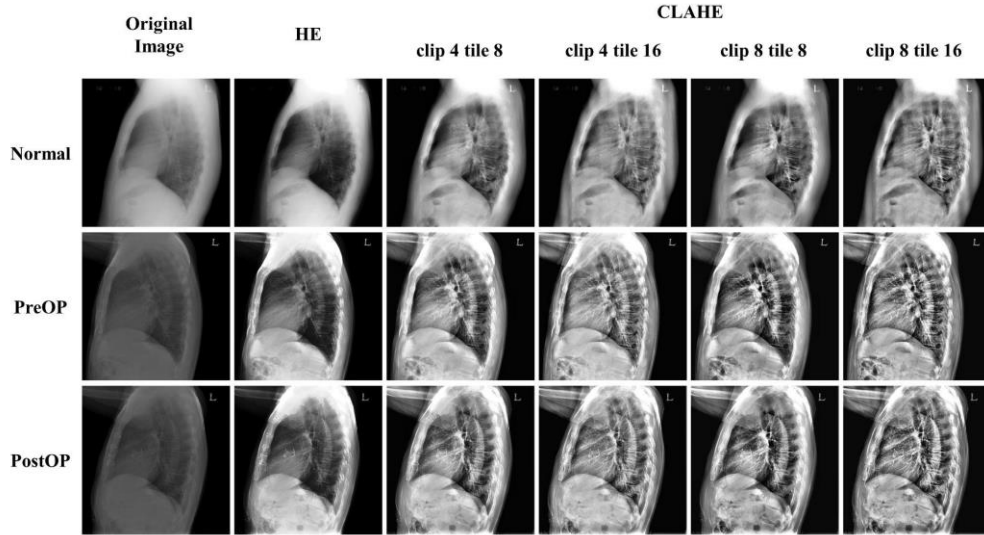 Original
Image
HE
CLAHE
clip 4 tile 8
clip 4 tile 16
clip 8 tile 8
clip 8 tile 16
Normal
L
L
L
L
L
L
PreOP
L
L
L
L
L
L
PostOP
L
L
L
L
L
L